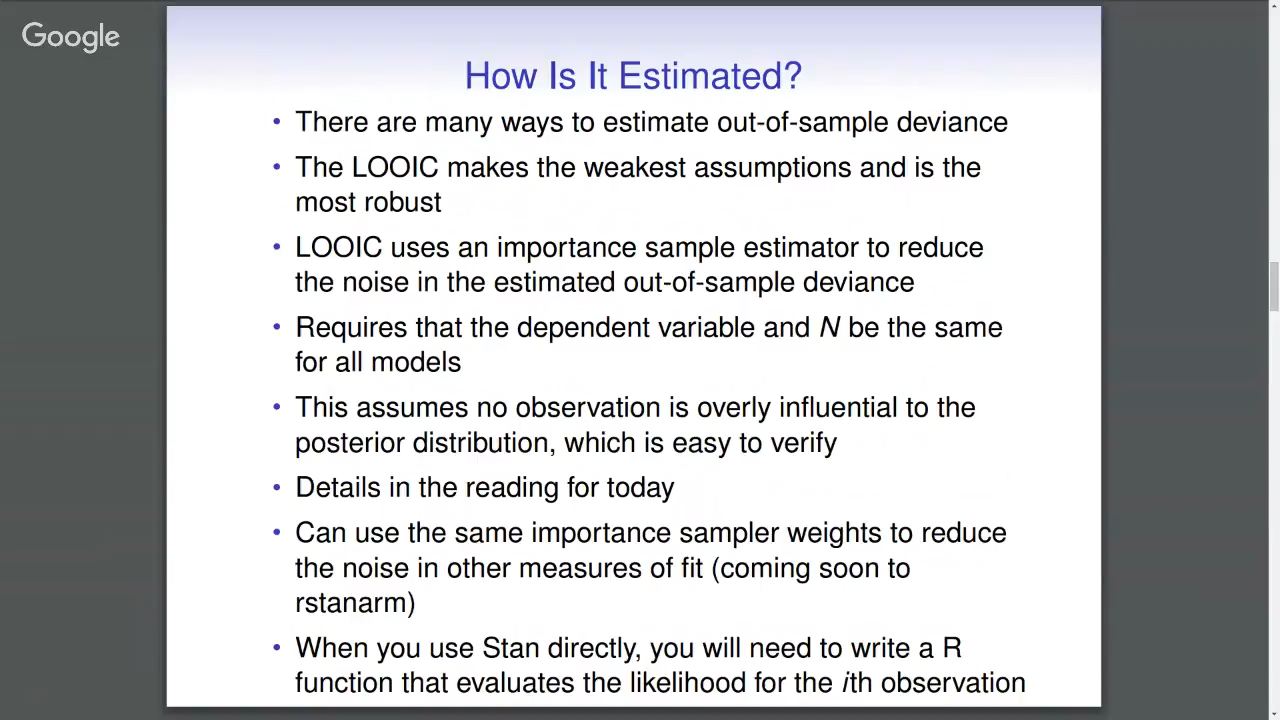 Google
How Is It Estimated?
• There are many ways to estimate out-of-sample deviance
• The LOOIC makes the weakest assumptions and is the
most robust
• LOOIC uses an importance sample estimator to reduce
the noise in the estimated out-of-sample deviance
• Requires that the dependent variable and N be the same
for all models
• This assumes no observation is overly influential to the
posterior distribution, which is easy to verify
• Details in the reading for today
• Can use the same importance sampler weights to reduce
the noise in other measures of fit (coming soon to
rstanarm)
• When you use Stan directly, you will need to write a R
function that evaluates the likelihood for the ith observation